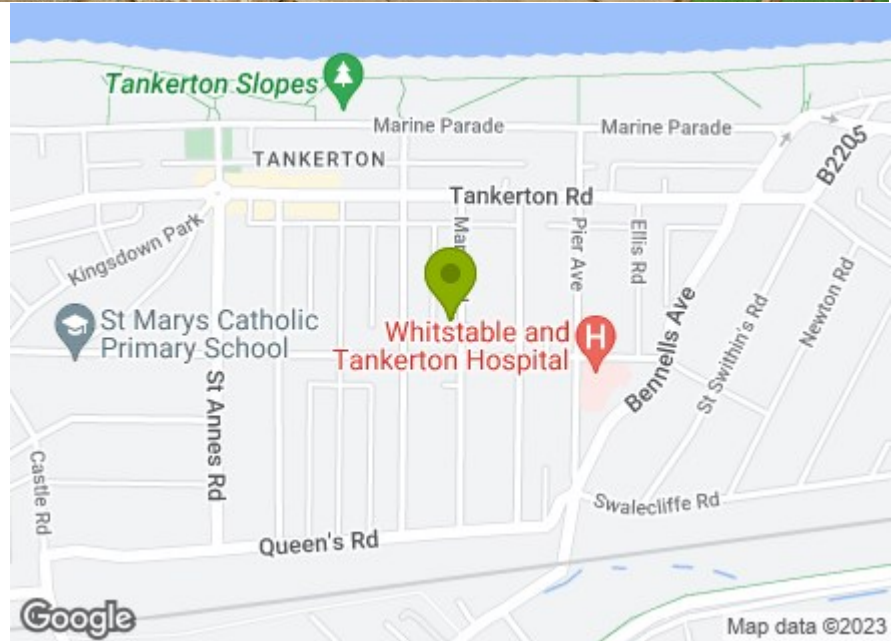 Tankerton Slopes
Marine Parade
Marine Parade
B2205
TANKERTON
Tankerton Rd
Kingsdown Park
Pier Ave
Ellis Rd
Newton Rd
St Marys Catholic
Primary School
Whitstable and
Tankerton Hospital
H
Bennells Ave
St Swithin's Rd
St Annes Rd
Castle Rd
Swalecliffe Rd
Queen's Rd
Google
Map data ©2023